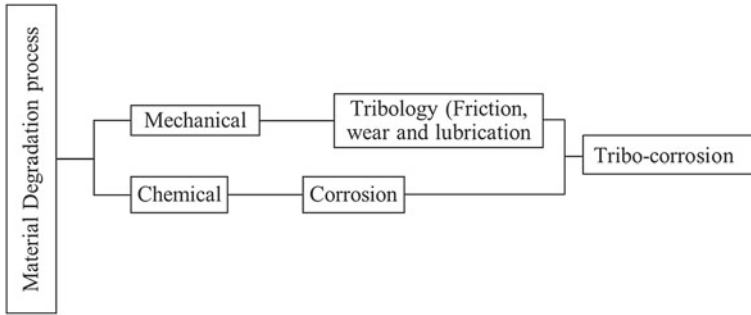 Material Degradation process
Mechanical
Tribology (Friction,
wear and lubrication
Tribo-corrosion
Chemical
Corrosion